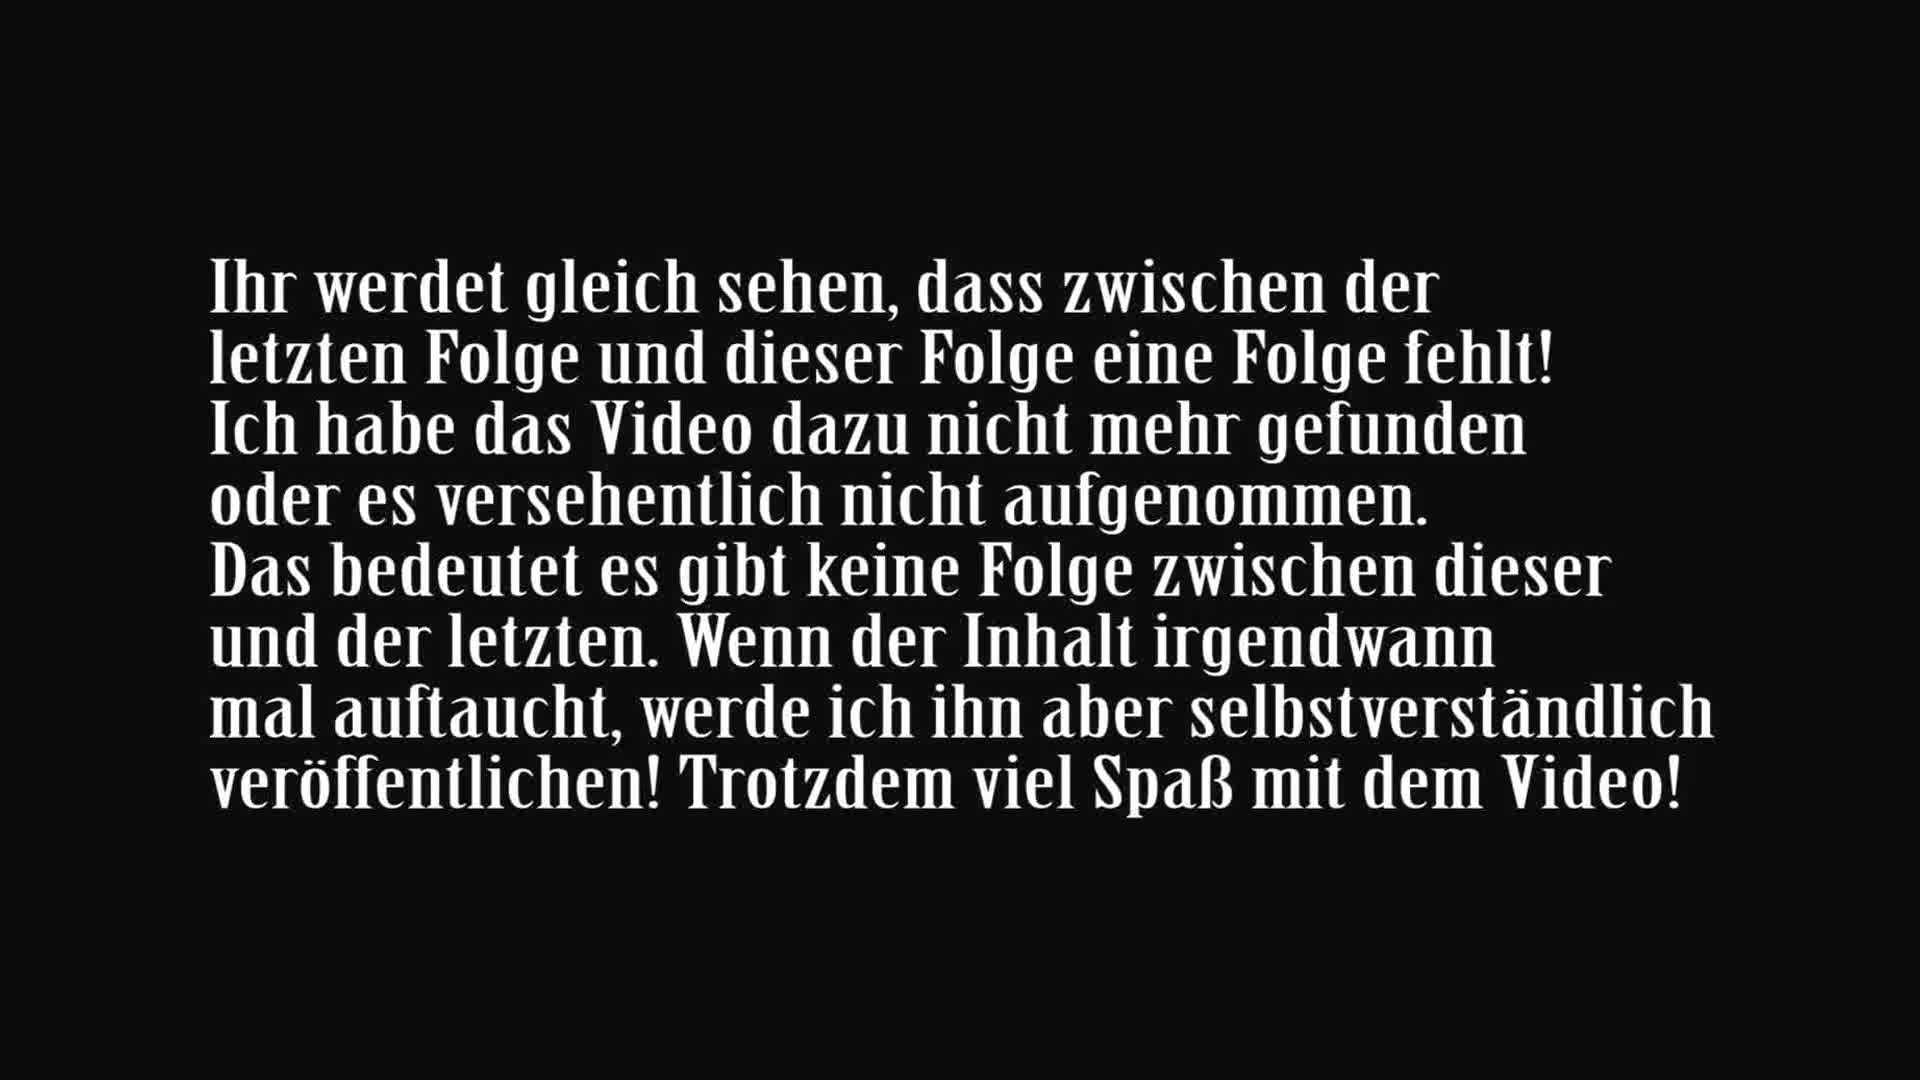 Ihr werdet gleich sehen, dass zwischen der
letzten Folge und dieser Folge eine Folge fehlt!
Ich habe das Video dazu nicht mehr gefunden
oder es versehentlich nicht aufgenommen.
Das bedeutet es gibt keine Folge zwischen dieser
und der letzten. Wenn der Inhalt irgendwann
mal auftaucht, werde ich ihn aber selbstverständlich
veröffentlichen! Trotzdem viel Spaß mit dem Video!